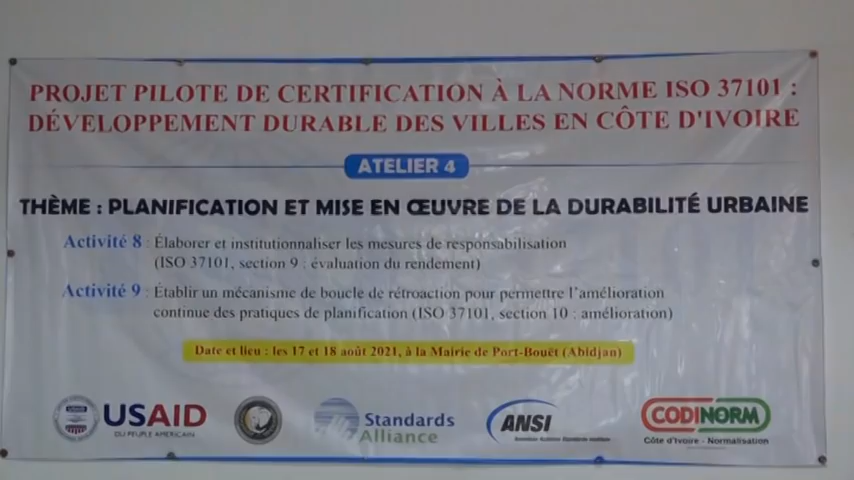 PROJET PILOTE DE CERTIFICATION À LA NORME ISO 37101 :
DÉVELOPPEMENT DURABLE DES VILLES EN CÔTE D'IVOIRE
ATELIER 4
THÈME : PLANIFICATION ET MISE EN ŒUVRE DE LA DURABILITÉ URBAINE
Activité 8 : Élaborer et institutionnaliser les mesures de responsabilisation
(ISO 37101, section 9 : évaluation du rendement)
Activité 9 : Établir un mécanisme de boucle de rétroaction pour permettre l'amélioration
continue des pratiques de planification (ISO 37101, section 10 : amélioration)
Date et lieu : les 17 et 18 août 2021, à la Mairie de Port-Bouët (Abidjan)
USAID
DU PEUPLE AMERICAIN
Standards
Alliance
ANSI
American National Standards Institute
CODINORM
Côte d'Ivoire - Normalisation